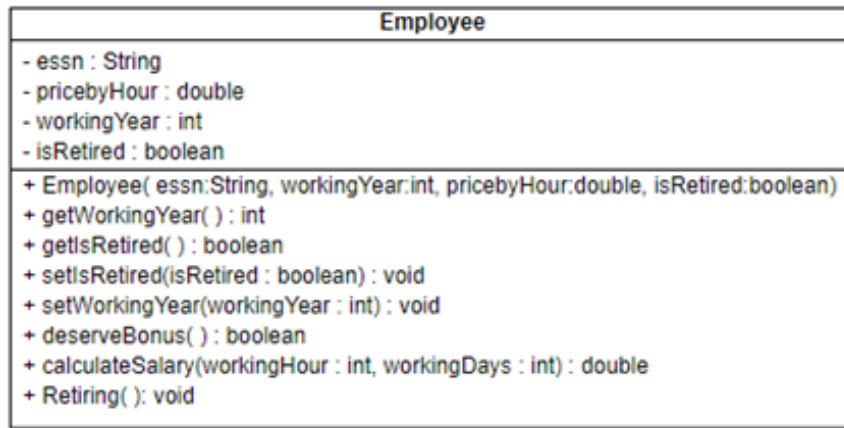 Employee
- essn : String
- pricebyHour : double
- workingYear : int
- isRetired : boolean
+ Employee( essn:String, workingYear:int, pricebyHour:double, isRetired:boolean)
+ getWorkingYear( ) : int
+ getIsRetired( ) : boolean
+ setIsRetired(isRetired : boolean) : void
+ setWorkingYear(workingYear : int) : void
+ deserveBonus( ) : boolean
+ calculateSalary(workingHour : int, workingDays : int) : double
+ Retiring( ): void